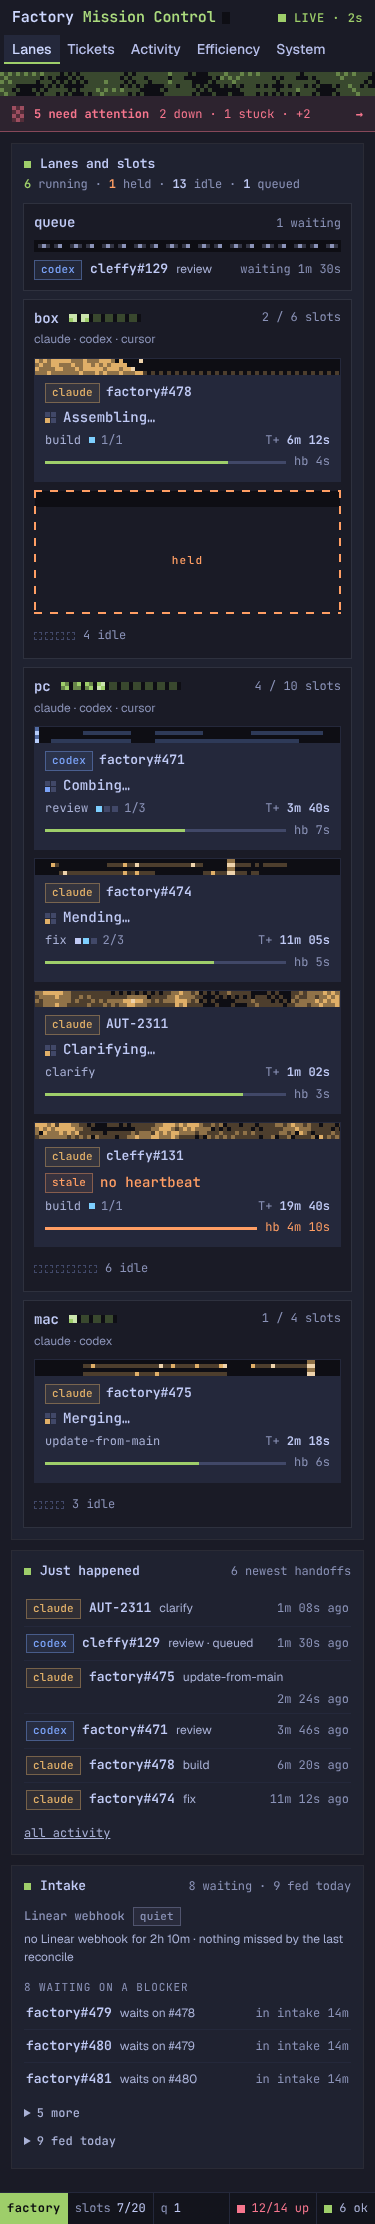 Factory Mission Control LIVE · 2s
Lanes Tickets Activity Efficiency System
5 need attention 2 down · 1 stuck · +2 →
Lanes and slots
6 running · 1 held · 13 idle · 1 queued
queue 1 waiting
codex cleffy#129 review waiting 1m 30s
box 2 / 6 slots
claude · codex · cursor
claude factory#478
Assembling…
build 1/1 T+ 6m 12s
hb 4s
held
4 idle
pc 4 / 10 slots
claude · codex · cursor
codex factory#471
Combing…
review 1/3 T+ 3m 40s
hb 7s
claude factory#474
Mending…
fix 2/3 T+ 11m 05s
hb 5s
claude AUT-2311
Clarifying…
clarify T+ 1m 02s
hb 3s
claude cleffy#131
stale no heartbeat
build 1/1 T+ 19m 40s
hb 4m 10s
6 idle
mac 1 / 4 slots
claude · codex
claude factory#475
Merging…
update-from-main T+ 2m 18s
hb 6s
3 idle
Just happened 6 newest handoffs
claude AUT-2311 clarify 1m 08s ago
codex cleffy#129 review · queued 1m 30s ago
claude factory#475 update-from-main
2m 24s ago
codex factory#471 review 3m 46s ago
claude factory#478 build 6m 20s ago
claude factory#474 fix 11m 12s ago
all activity
Intake 8 waiting · 9 fed today
Linear webhook quiet
no Linear webhook for 2h 10m · nothing missed by the last
reconcile
8 WAITING ON A BLOCKER
factory#479 waits on #478 in intake 14m
factory#480 waits on #479 in intake 14m
factory#481 waits on #480 in intake 14m
5 more
9 fed today
factory slots 7/20 q 1 12/14 up 6 ok